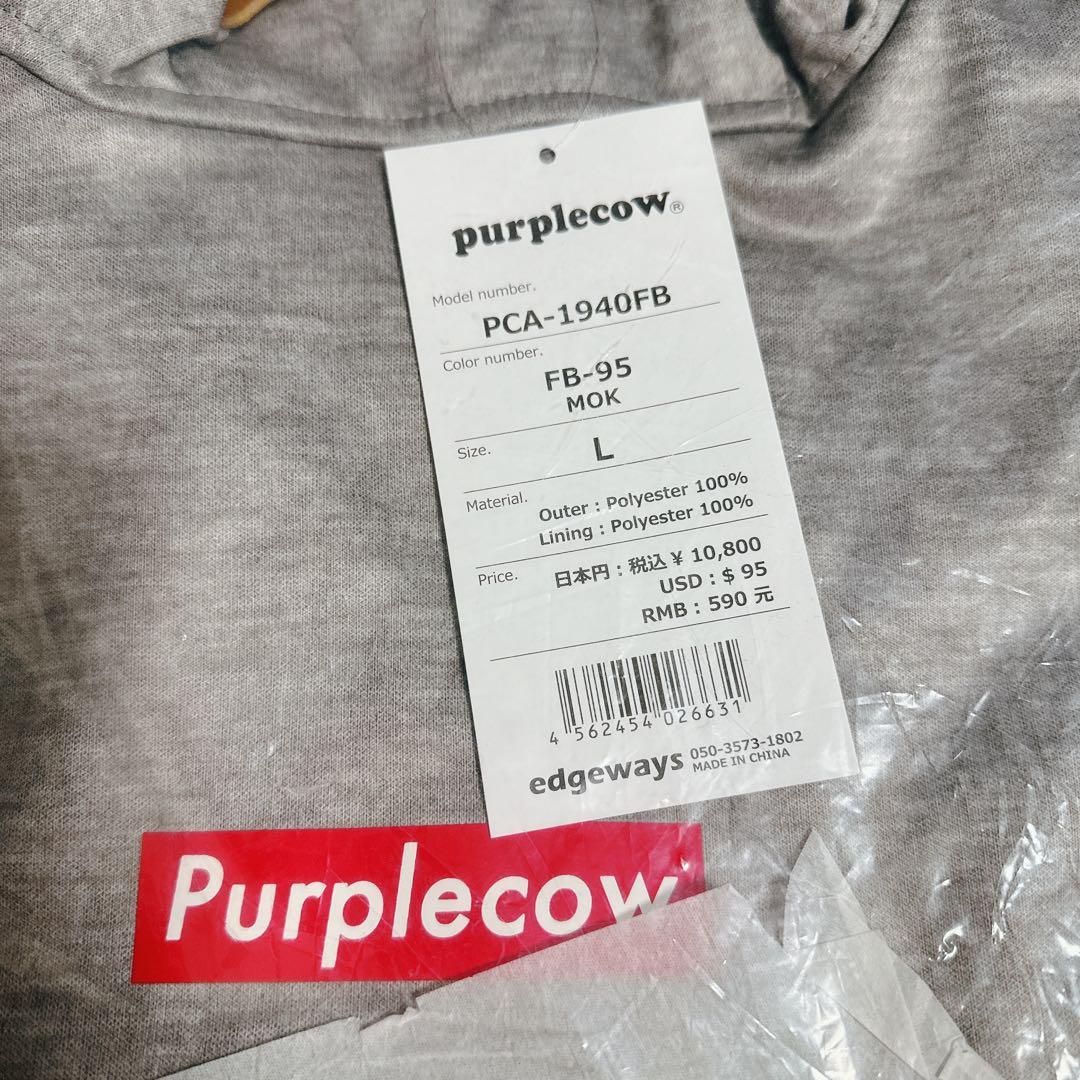 purplecow®
Model number.
PCA-1940FB
Color number.
FB-95
MOK
Size.
L
Material.
Outer : Polyester 100%
Lining : Polyester 100%
Price.
日本円 : 税込 ¥ 10,800
USD : $ 95
RMB : 590 元
4 562454 026631
edgeways 050-3573-1802
MADE IN CHINA
Purplecow